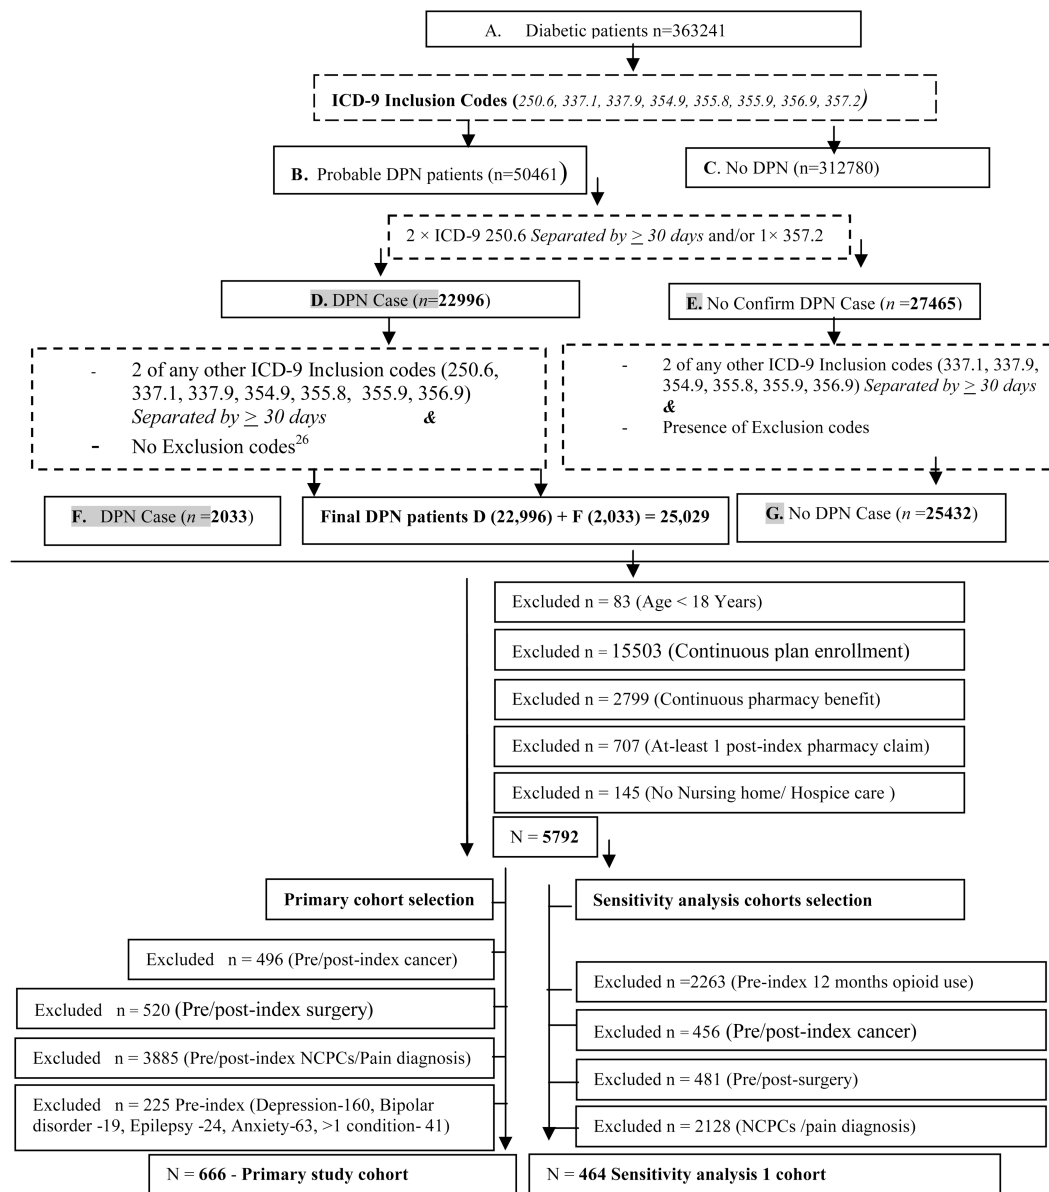 A. Diabetic patients n=363241
ICD-9 Inclusion Codes (250.6, 337.1, 337.9, 354.9, 355.8, 355.9, 356.9, 357.2)
B. Probable DPN patients (n=50461)
C. No DPN (n=312780)
2 × ICD-9 250.6 Separated by ≥ 30 days and/or 1× 357.2
D. DPN Case (n=22996)
E. No Confirm DPN Case (n =27465)
- 2 of any other ICD-9 Inclusion codes (250.6,
337.1, 337.9, 354.9, 355.8, 355.9, 356.9)
Separated by ≥ 30 days &
- No Exclusion codes26
- 2 of any other ICD-9 Inclusion codes (337.1, 337.9,
354.9, 355.8, 355.9, 356.9) Separated by ≥ 30 days
&
- Presence of Exclusion codes
F. DPN Case (n =2033)
Final DPN patients D (22,996) + F (2,033) = 25,029
G. No DPN Case (n =25432)
Excluded n = 83 (Age < 18 Years)
Excluded n = 15503 (Continuous plan enrollment)
Excluded n = 2799 (Continuous pharmacy benefit)
Excluded n = 707 (At-least 1 post-index pharmacy claim)
Excluded n = 145 (No Nursing home/ Hospice care )
N = 5792
Primary cohort selection
Excluded n = 496 (Pre/post-index cancer)
Excluded n = 520 (Pre/post-index surgery)
Excluded n = 3885 (Pre/post-index NCPCs/Pain diagnosis)
Excluded n = 225 Pre-index (Depression-160, Bipolar
disorder -19, Epilepsy -24, Anxiety-63, >1 condition- 41)
N = 666 - Primary study cohort
Sensitivity analysis cohorts selection
Excluded n =2263 (Pre-index 12 months opioid use)
Excluded n = 456 (Pre/post-index cancer)
Excluded n = 481 (Pre/post-surgery)
Excluded n = 2128 (NCPCs /pain diagnosis)
N = 464 Sensitivity analysis 1 cohort